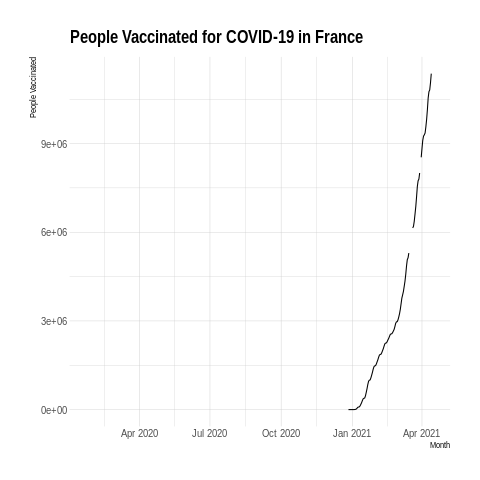 People Vaccinated for COVID-19 in France
People Vaccinated
9e+06
6e+06
3e+06
0e+00
Apr 2020 Jul 2020 Oct 2020 Jan 2021 Apr 2021
Month